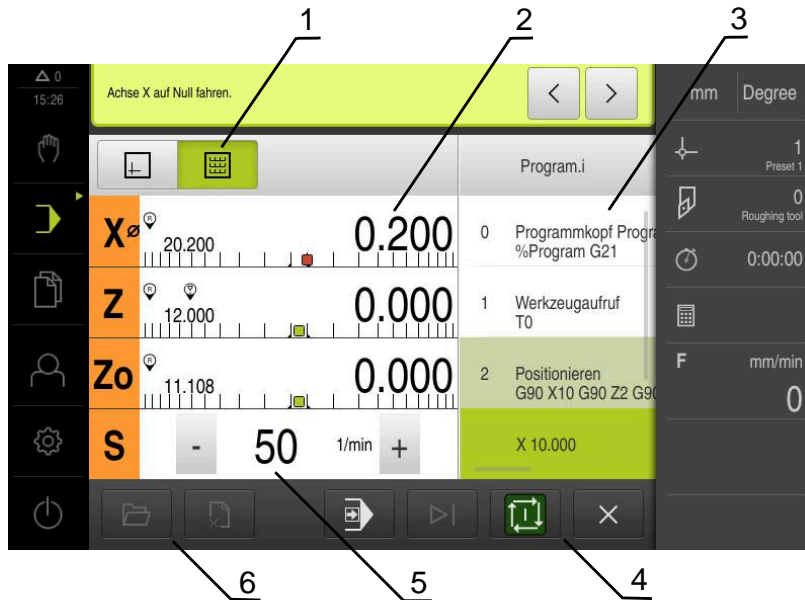 1
2
3
0
15:26
Achse X auf Null fahren.
<
>
mm
Degree
1
Preset 1
Program.i
X⌀
R
20.200
0.200
0
Programmkopf Progra
%Program G21
0
Roughing tool
0:00:00
Z
R
12.000
0.000
1
Werkzeugaufruf
T0
Zo
R
11.108
0.000
2
Positionieren
G90 X10 G90 Z2 G90
F
mm/min
0
S
-
50
1/min
+
X 10.000
6
5
4